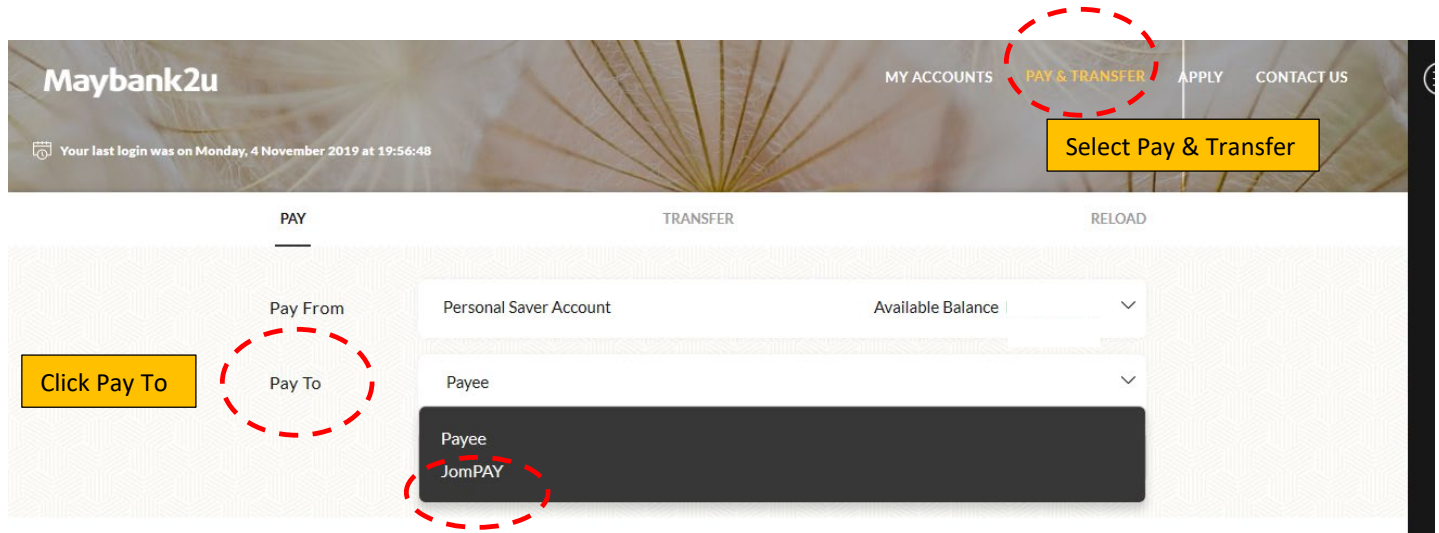 Maybank2u
MY ACCOUNTS PAY & TRANSFER APPLY CONTACT US
Your last login was on Monday, 4 November 2019 at 19:56:48
Select Pay & Transfer
PAY TRANSFER RELOAD
Pay From Personal Saver Account Available Balance
Click Pay To Pay To Payee
Payee
JomPAY